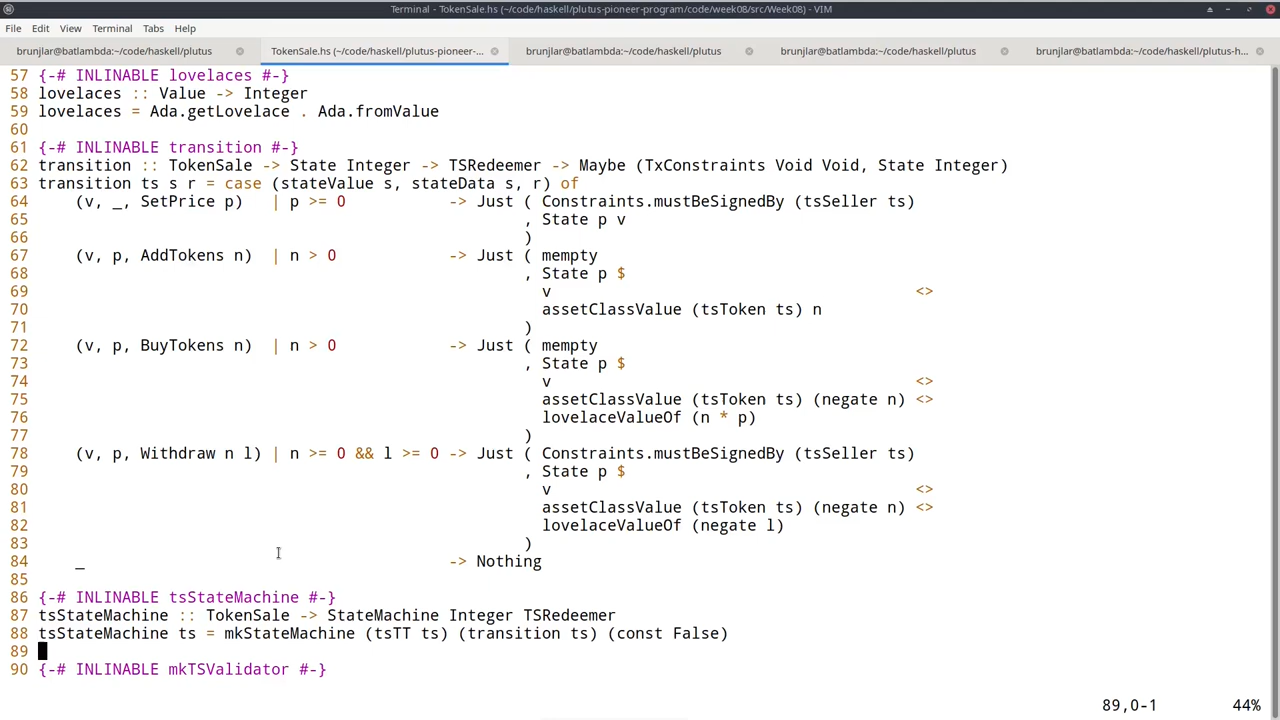 Terminal - TokenSale.hs (~/code/haskell/plutus-pioneer-program/code/week08/src/Week08) - VIM
File Edit View Terminal Tabs Help
brunjlar@batlambda:~/code/haskell/plutus TokenSale.hs (~/code/haskell/plutus-pioneer-... brunjlar@batlambda:~/code/haskell/plutus brunjlar@batlambda:~/code/haskell/plutus brunjlar@batlambda:~/code/haskell/plutus-h...
57 {-# INLINABLE lovelaces #-}
58 lovelaces :: Value -> Integer
59 lovelaces = Ada.getLovelace . Ada.fromValue
60
61 {-# INLINABLE transition #-}
62 transition :: TokenSale -> State Integer -> TSRedeemer -> Maybe (TxConstraints Void Void, State Integer)
63 transition ts s r = case (stateValue s, stateData s, r) of
64     (v, _, SetPrice p)   | p >= 0           -> Just ( Constraints.mustBeSignedBy (tsSeller ts)
65                                                     , State p v
66                                                     )
67     (v, p, AddTokens n)  | n > 0            -> Just ( mempty
68                                                     , State p $
69                                                       v                                       <>
70                                                       assetClassValue (tsToken ts) n
71                                                     )
72     (v, p, BuyTokens n)  | n > 0            -> Just ( mempty
73                                                     , State p $
74                                                       v                                       <>
75                                                       assetClassValue (tsToken ts) (negate n) <>
76                                                       lovelaceValueOf (n * p)
77                                                     )
78     (v, p, Withdraw n l) | n >= 0 && l >= 0 -> Just ( Constraints.mustBeSignedBy (tsSeller ts)
79                                                     , State p $
80                                                       v                                       <>
81                                                       assetClassValue (tsToken ts) (negate n) <>
82                                                       lovelaceValueOf (negate l)
83                                                     )
84     _                                       -> Nothing
85
86 {-# INLINABLE tsStateMachine #-}
87 tsStateMachine :: TokenSale -> StateMachine Integer TSRedeemer
88 tsStateMachine ts = mkStateMachine (tsTT ts) (transition ts) (const False)
89
90 {-# INLINABLE mkTSValidator #-}
89,0-1 44%